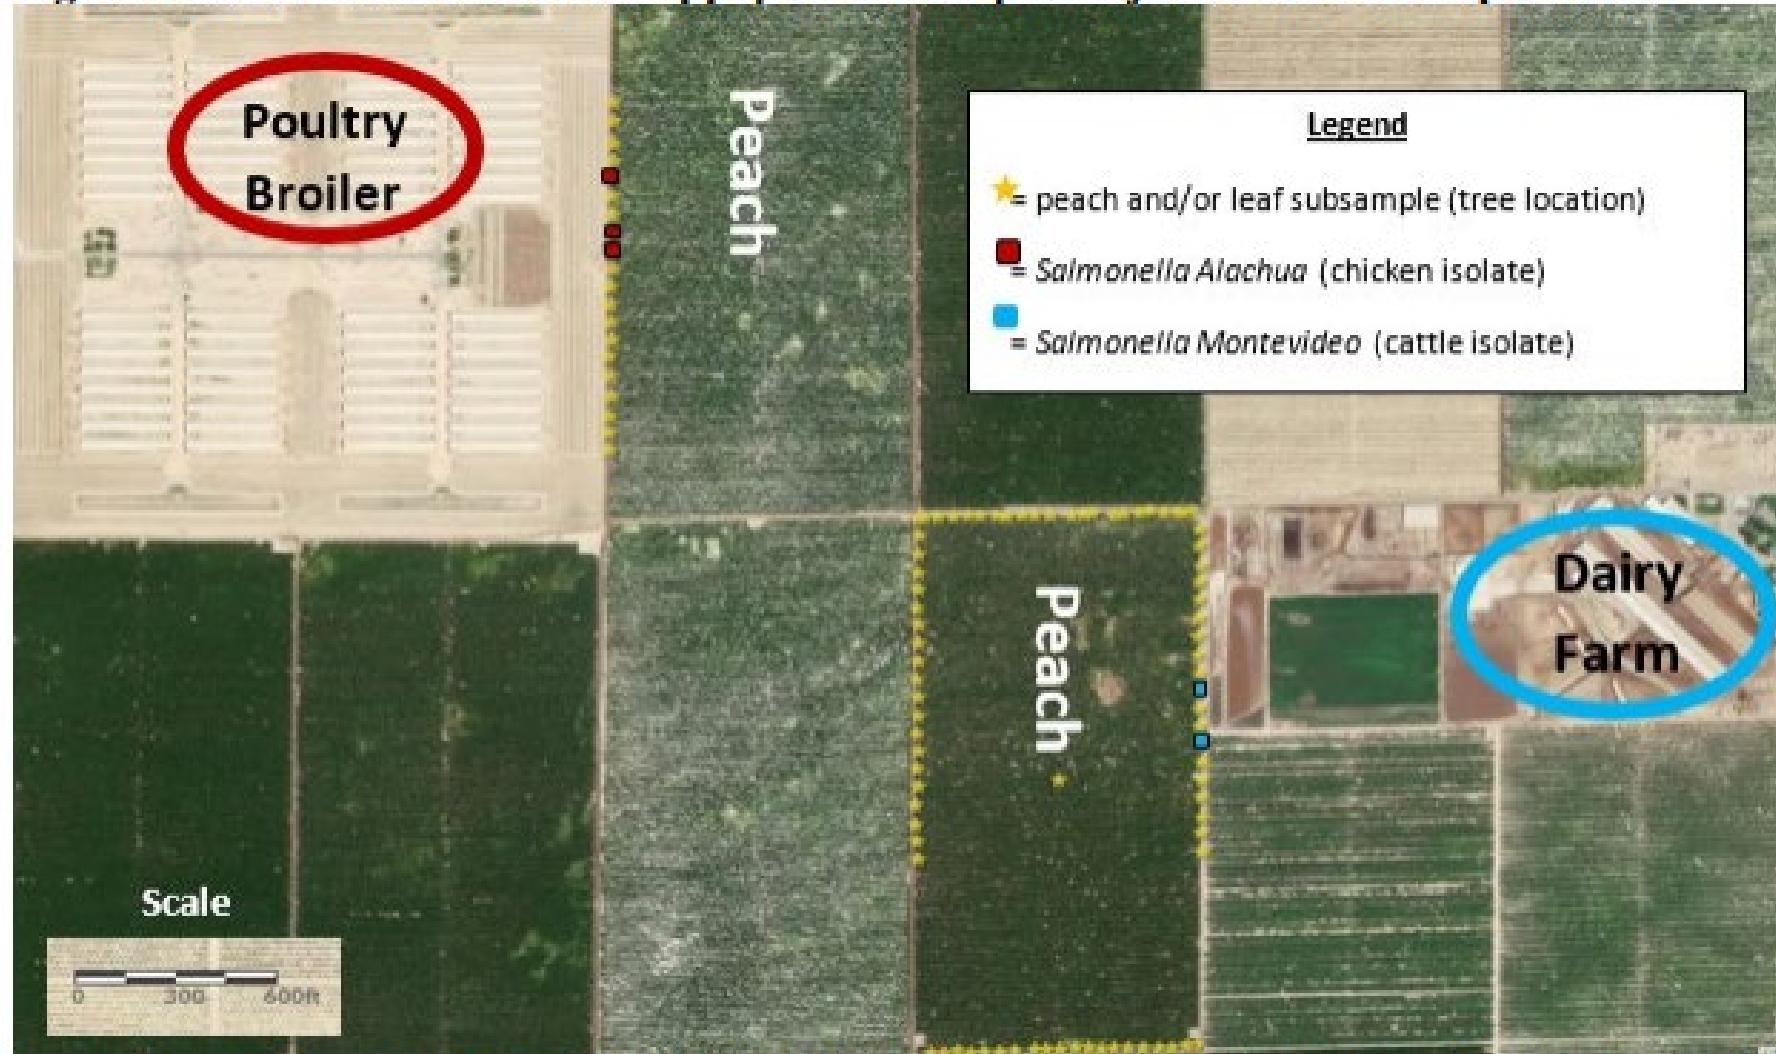 Poultry
Broiler
Peach
Legend
= peach and/or leaf subsample (tree location)
= Salmonella Alachua (chicken isolate)
= Salmonella Montevideo (cattle isolate)
Peach
Dairy
Farm
Scale
0 300 600ft